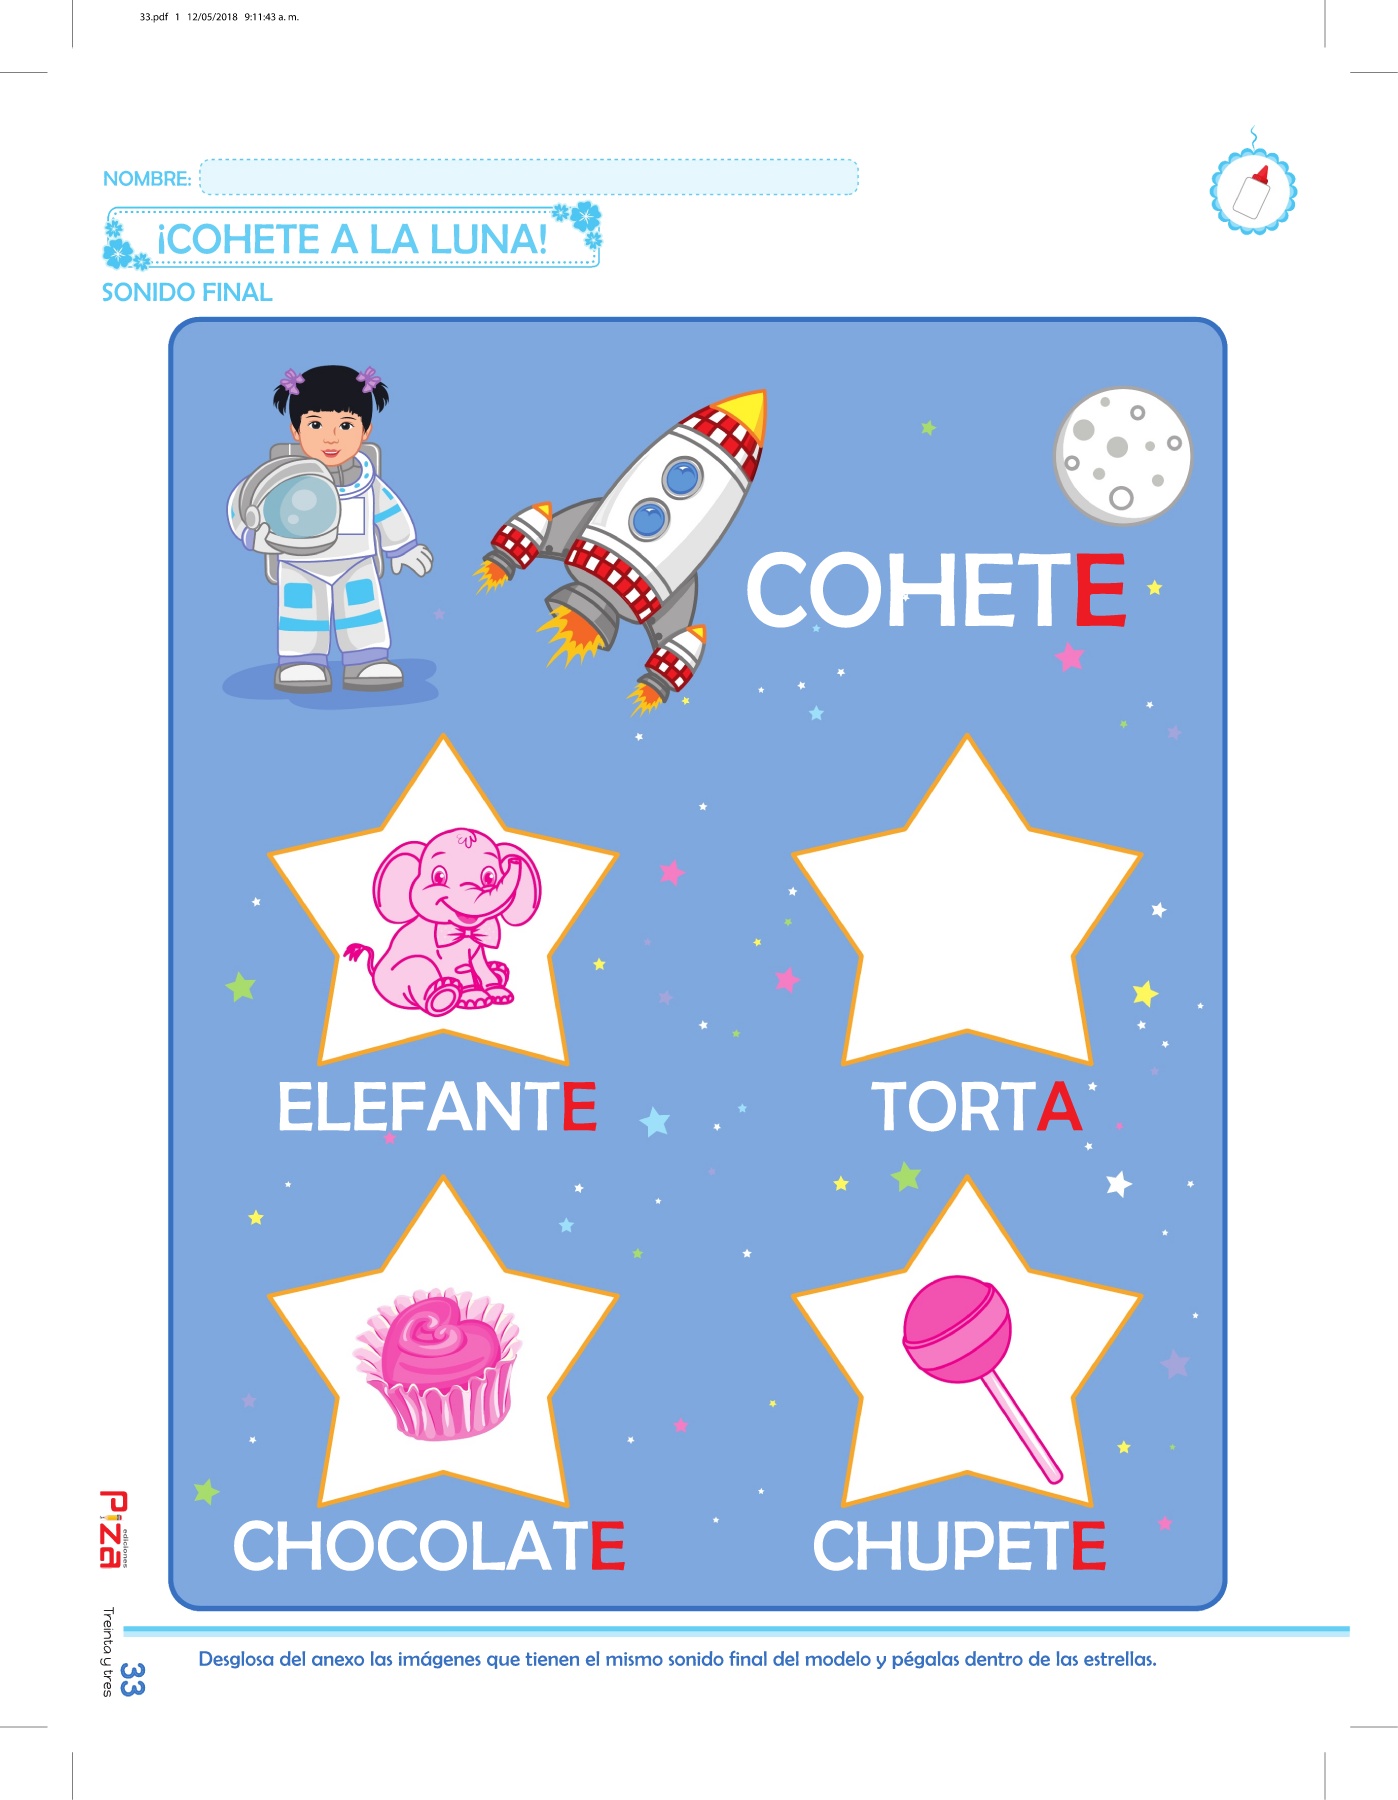 33.pdf 1 12/05/2018 9:11:43 a. m.
NOMBRE:
¡COHETE A LA LUNA!
SONIDO FINAL
COHETE
ELEFANTE
TORTA
CHOCOLATE
CHUPETE
Desglosa del anexo las imágenes que tienen el mismo sonido final del modelo y pégalas dentro de las estrellas.
Piza
ediciones
Treinta y tres
33